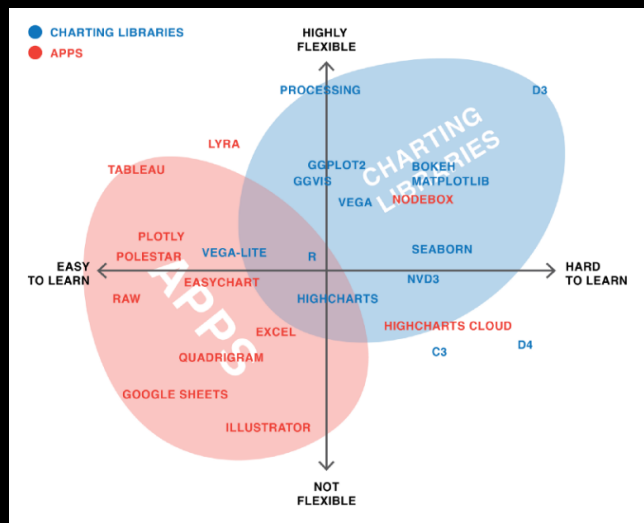 CHARTING LIBRARIES
APPS
HIGHLY
FLEXIBLE
PROCESSING
D3
CHARTING
LIBRARIES
LYRA
TABLEAU
GGPLOT2
BOKEH
GGVIS
MATPLOTLIB
VEGA
NODEBOX
PLOTLY
POLESTAR
VEGA-LITE
R
SEABORN
EASY
TO LEARN
HARD
TO LEARN
APPS
EASYCHART
NVD3
RAW
HIGHCHARTS
EXCEL
HIGHCHARTS CLOUD
QUADRIGRAM
C3
D4
GOOGLE SHEETS
ILLUSTRATOR
NOT
FLEXIBLE